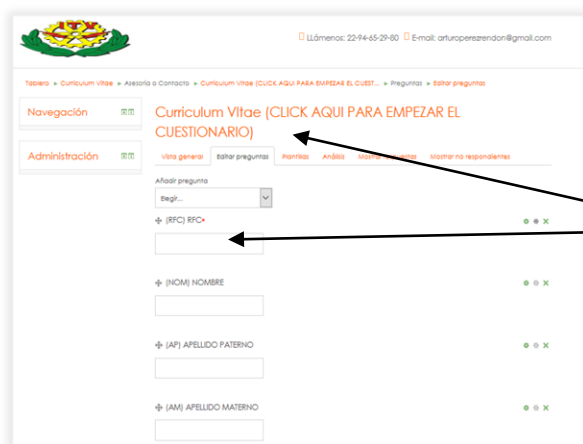 ITV
LLámenos: 22-94-65-29-80 E-mail: arturoperezrendon@gmail.com
Tablero ▸ Curriculum Vitae ▸ Asesoría o Contacto ▸ Curriculum Vitae (CLICK AQUI PARA EMPEZAR EL CUEST... ▸ Preguntas ▸ Editar preguntas
Navegación
Curriculum Vitae (CLICK AQUI PARA EMPEZAR EL
CUESTIONARIO)
Administración
Vista general Editar preguntas Plantillas Análisis Mostrar no respondientes
Añadir pregunta
Elegir...
(RFC) RFC*
(NOM) NOMBRE
(AP) APELLIDO PATERNO
(AM) APELLIDO MATERNO